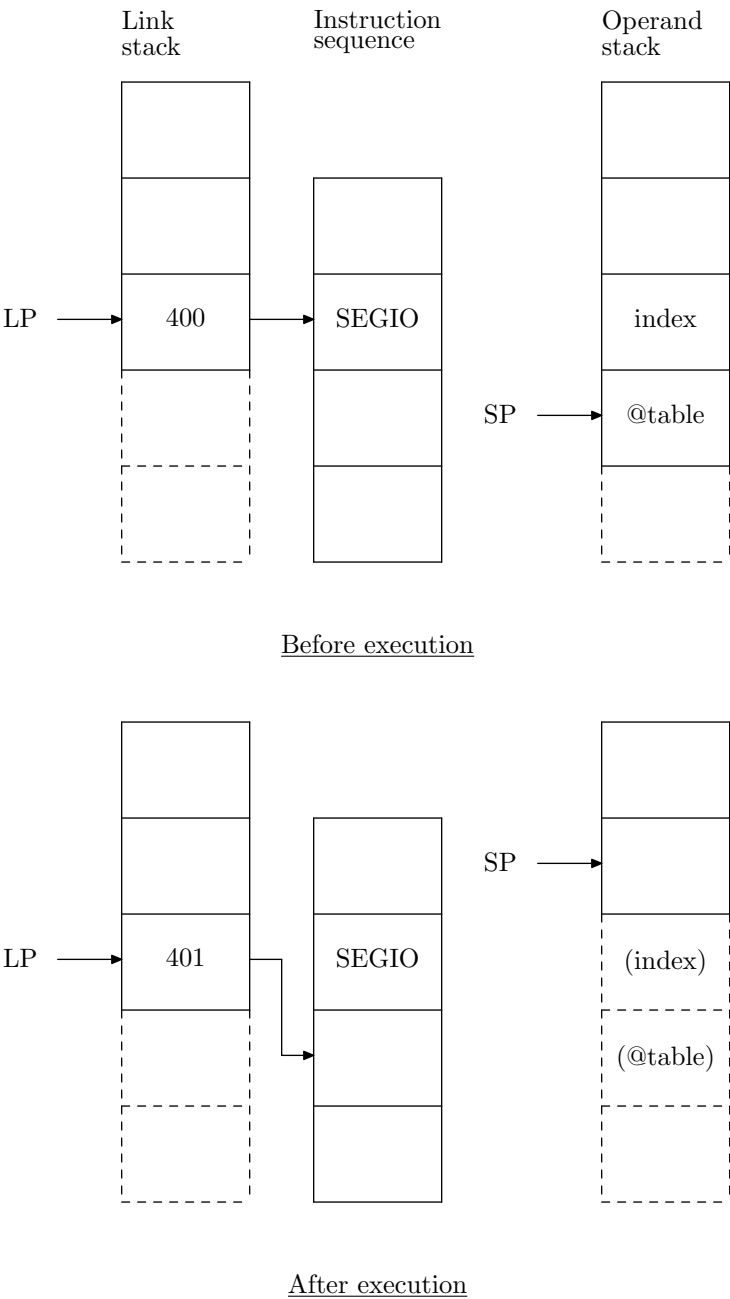 Link
stack
Instruction
sequence
Operand
stack
LP
400
SEGIO
index
SP
@table
Before execution
SP
LP
401
SEGIO
(index)
(@table)
After execution